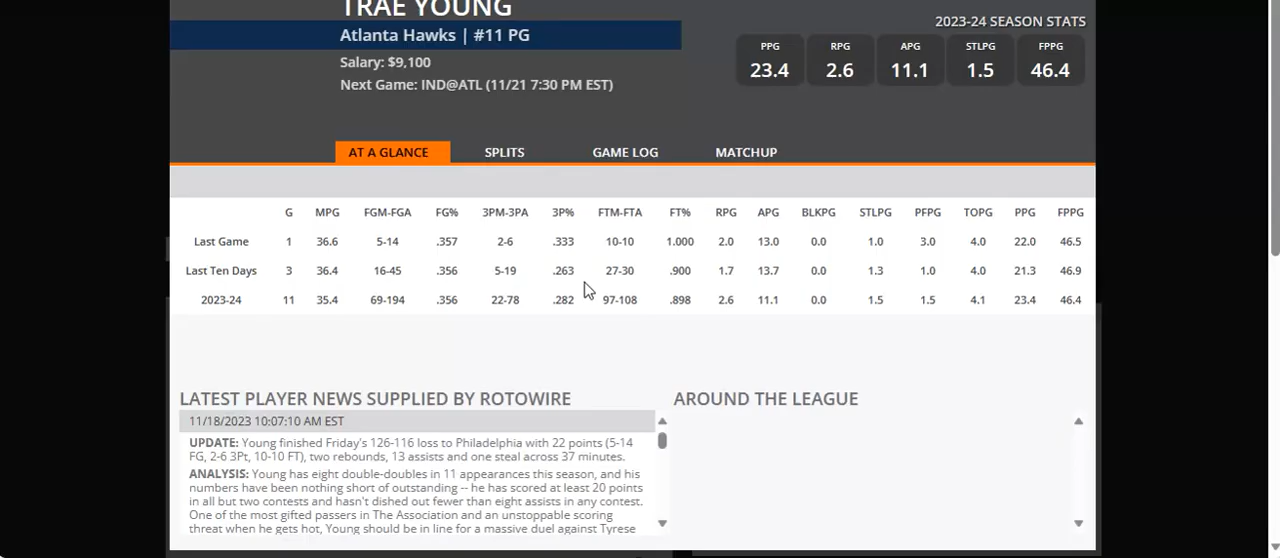 TRAE YOUNG
Atlanta Hawks | #11 PG
Salary: $9,100
Next Game: IND@ATL (11/21 7:30 PM EST)
2023-24 SEASON STATS
PPG RPG APG STLPG FPPG
23.4 2.6 11.1 1.5 46.4
AT A GLANCE SPLITS GAME LOG MATCHUP
G MPG FGM-FGA FG% 3PM-3PA 3P% FTM-FTA FT% RPG APG BLKPG STLPG PFPG TOPG PPG FPPG
Last Game 1 36.6 5-14 .357 2-6 .333 10-10 1.000 2.0 13.0 0.0 1.0 3.0 4.0 22.0 46.5
Last Ten Days 3 36.4 16-45 .356 5-19 .263 27-30 .900 1.7 13.7 0.0 1.3 1.0 4.0 21.3 46.9
2023-24 11 35.4 69-194 .356 22-78 .282 97-108 .898 2.6 11.1 0.0 1.5 1.5 4.1 23.4 46.4
LATEST PLAYER NEWS SUPPLIED BY ROTOWIRE
11/18/2023 10:07:10 AM EST
UPDATE: Young finished Friday's 126-116 loss to Philadelphia with 22 points (5-14
FG, 2-6 3Pt, 10-10 FT), two rebounds, 13 assists and one steal across 37 minutes.
ANALYSIS: Young has eight double-doubles in 11 appearances this season, and his
numbers have been nothing short of outstanding -- he has scored at least 20 points
in all but two contests and hasn't dished out fewer than eight assists in any contest.
One of the most gifted passers in The Association and an unstoppable scoring
threat when he gets hot, Young should be in line for a massive duel against Tyrese
AROUND THE LEAGUE